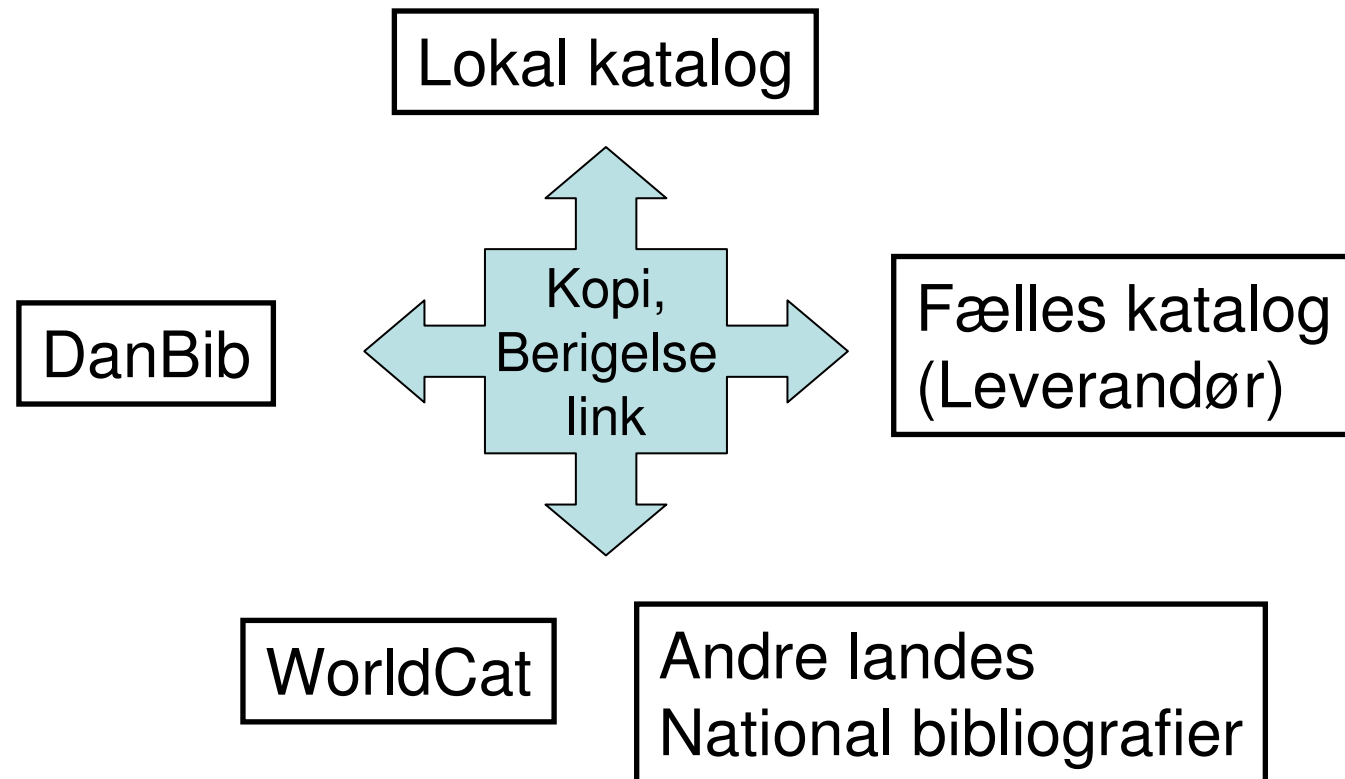 Lokal katalog
Kopi,
Berigelse
link
DanBib
Fælles katalog
(Leverandør)
WorldCat
Andre landes
National bibliografier